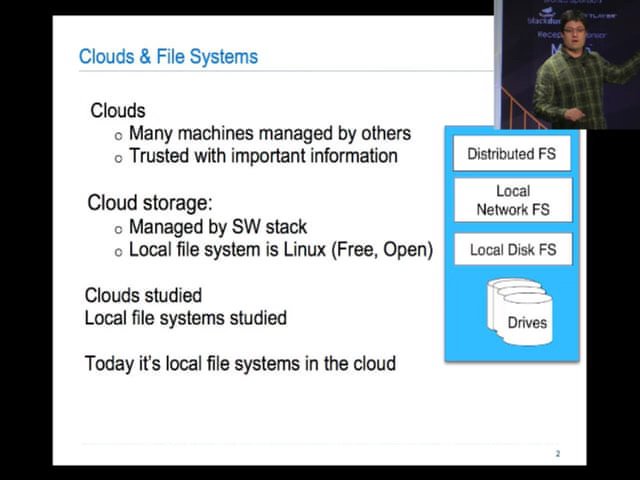 Clouds & File Systems
Clouds
Many machines managed by others
Trusted with important information
Cloud storage:
Managed by SW stack
Local file system is Linux (Free, Open)
Clouds studied
Local file systems studied
Today it's local file systems in the cloud
Distributed FS
Local
Network FS
Local Disk FS
Drives
2